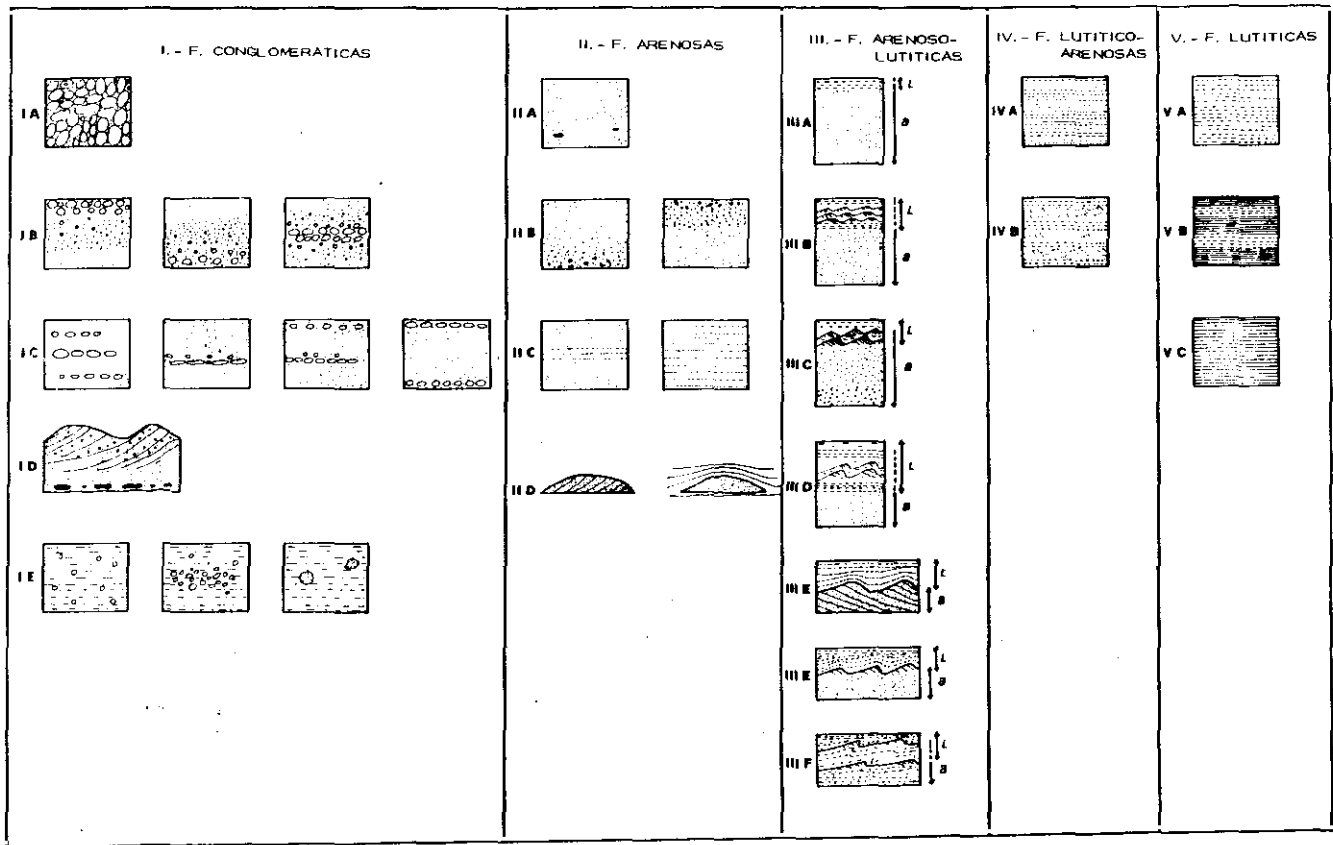 I.- F. CONGLOMERATICAS
I A
I B
I C
I D
I E
II.- F. ARENOSAS
II A
II B
II C
II D
III.- F. ARENOSO-
LUTITICAS
III A
L
B
III B
L
B
III C
L
B
III D
L
B
III E
L
B
III E
L
B
III F
L
B
IV.- F. LUTITICO-
ARENOSAS
IV A
IV B
V.- F. LUTITICAS
V A
V B
V C